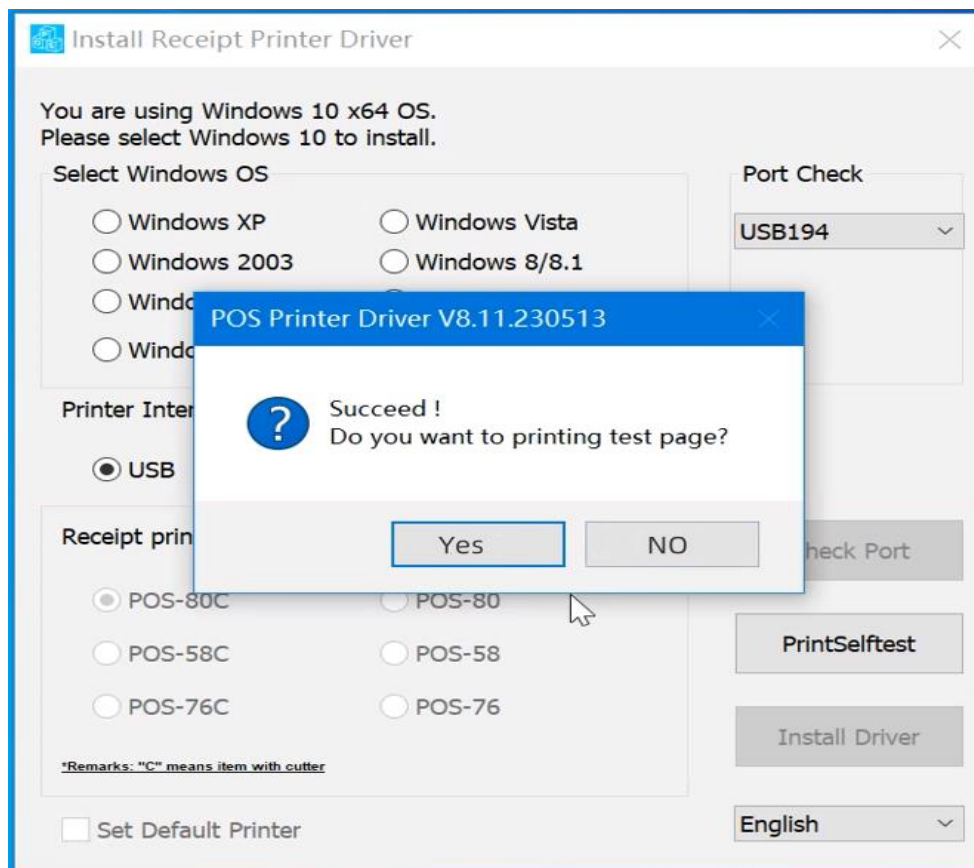 Install Receipt Printer Driver
You are using Windows 10 x64 OS.
Please select Windows 10 to install.
Select Windows OS
Port Check
Windows XP
Windows Vista
USB194
Windows 2003
Windows 8/8.1
POS Printer Driver V8.11.230513
Succeed !
Do you want to printing test page?
Yes
NO
Printer
USB
Receipt
Port
POS-80C
POS-80
PrintSelftest
POS-58C
POS-58
POS-76C
POS-76
Install Driver
*Remarks: "C" means item with cutter
Set Default Printer
English